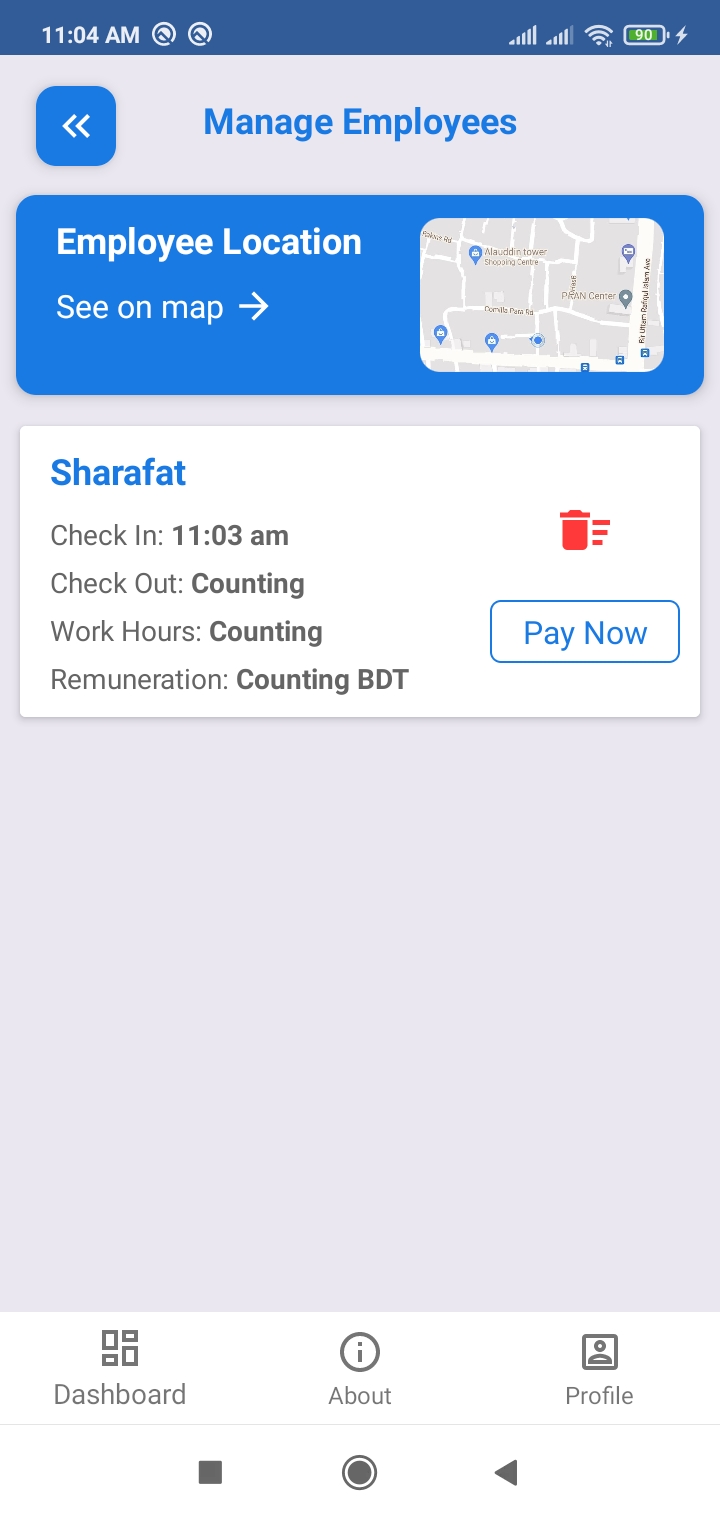 11:04 AM
90
Manage Employees
Employee Location
See on map
Alauddin tower
Shopping Centre
PRAN Center
Comilla Para Rd
Bir Uttam Rafiqul Islam Ave
Sharafat
Check In: 11:03 am
Check Out: Counting
Work Hours: Counting
Pay Now
Remuneration: Counting BDT
Dashboard
About
Profile